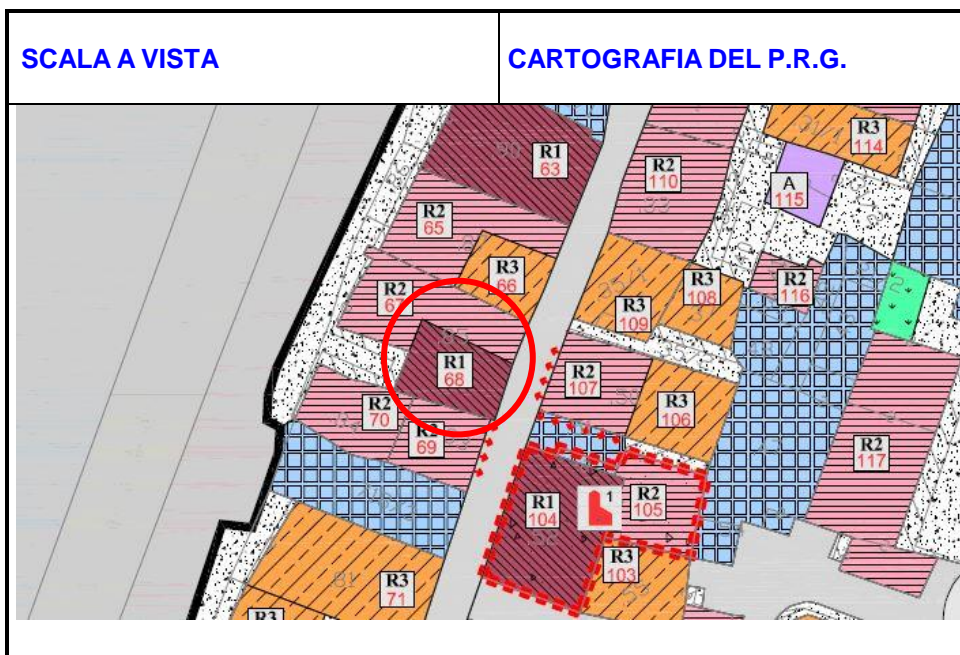 SCALA A VISTA
CARTOGRAFIA DEL P.R.G.
R3
114
R1
63
R2
110
A
115
R2
65
R3
66
R3
108
R2
116
R2
67
R3
109
R1
68
R2
107
R3
106
R2
70
R2
69
R2
117
R1
104
1
R2
105
R3
103
R3
71
R3